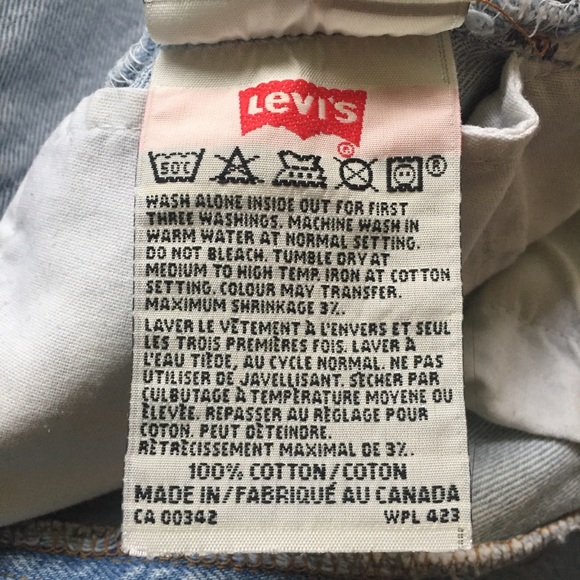 Levi's®
50°C ®
WASH ALONE INSIDE OUT FOR FIRST
THREE WASHINGS. MACHINE WASH IN
WARM WATER AT NORMAL SETTING.
DO NOT BLEACH. TUMBLE DRY AT
MEDIUM TO HIGH TEMP. IRON AT COTTON
SETTING. COLOUR MAY TRANSFER.
MAXIMUM SHRINKAGE 3%.
LAVER LE VÊTEMENT À L'ENVERS ET SEUL
LES TROIS PREMIÈRES FOIS. LAVER À
L'EAU TIÈDE, AU CYCLE NORMAL. NE PAS
UTILISER DE JAVELLISANT. SÉCHER PAR
CULBUTAGE À TEMPÉRATURE MOYENE OU
ÉLEVÉE. REPASSER AU RÉGLAGE POUR
COTON. PEUT DÉTEINDRE.
RÉTRÉCISSEMENT MAXIMAL DE 3%.
100% COTTON/COTON
MADE IN/FABRIQUÉ AU CANADA
CA 00342 WPL 423